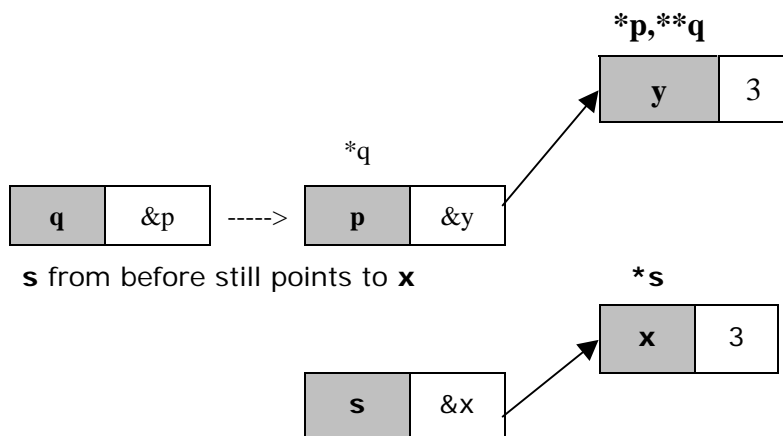 *p,**q
y 3
*q
q &p -----> p &y
s from before still points to x
*s
x 3
s &x